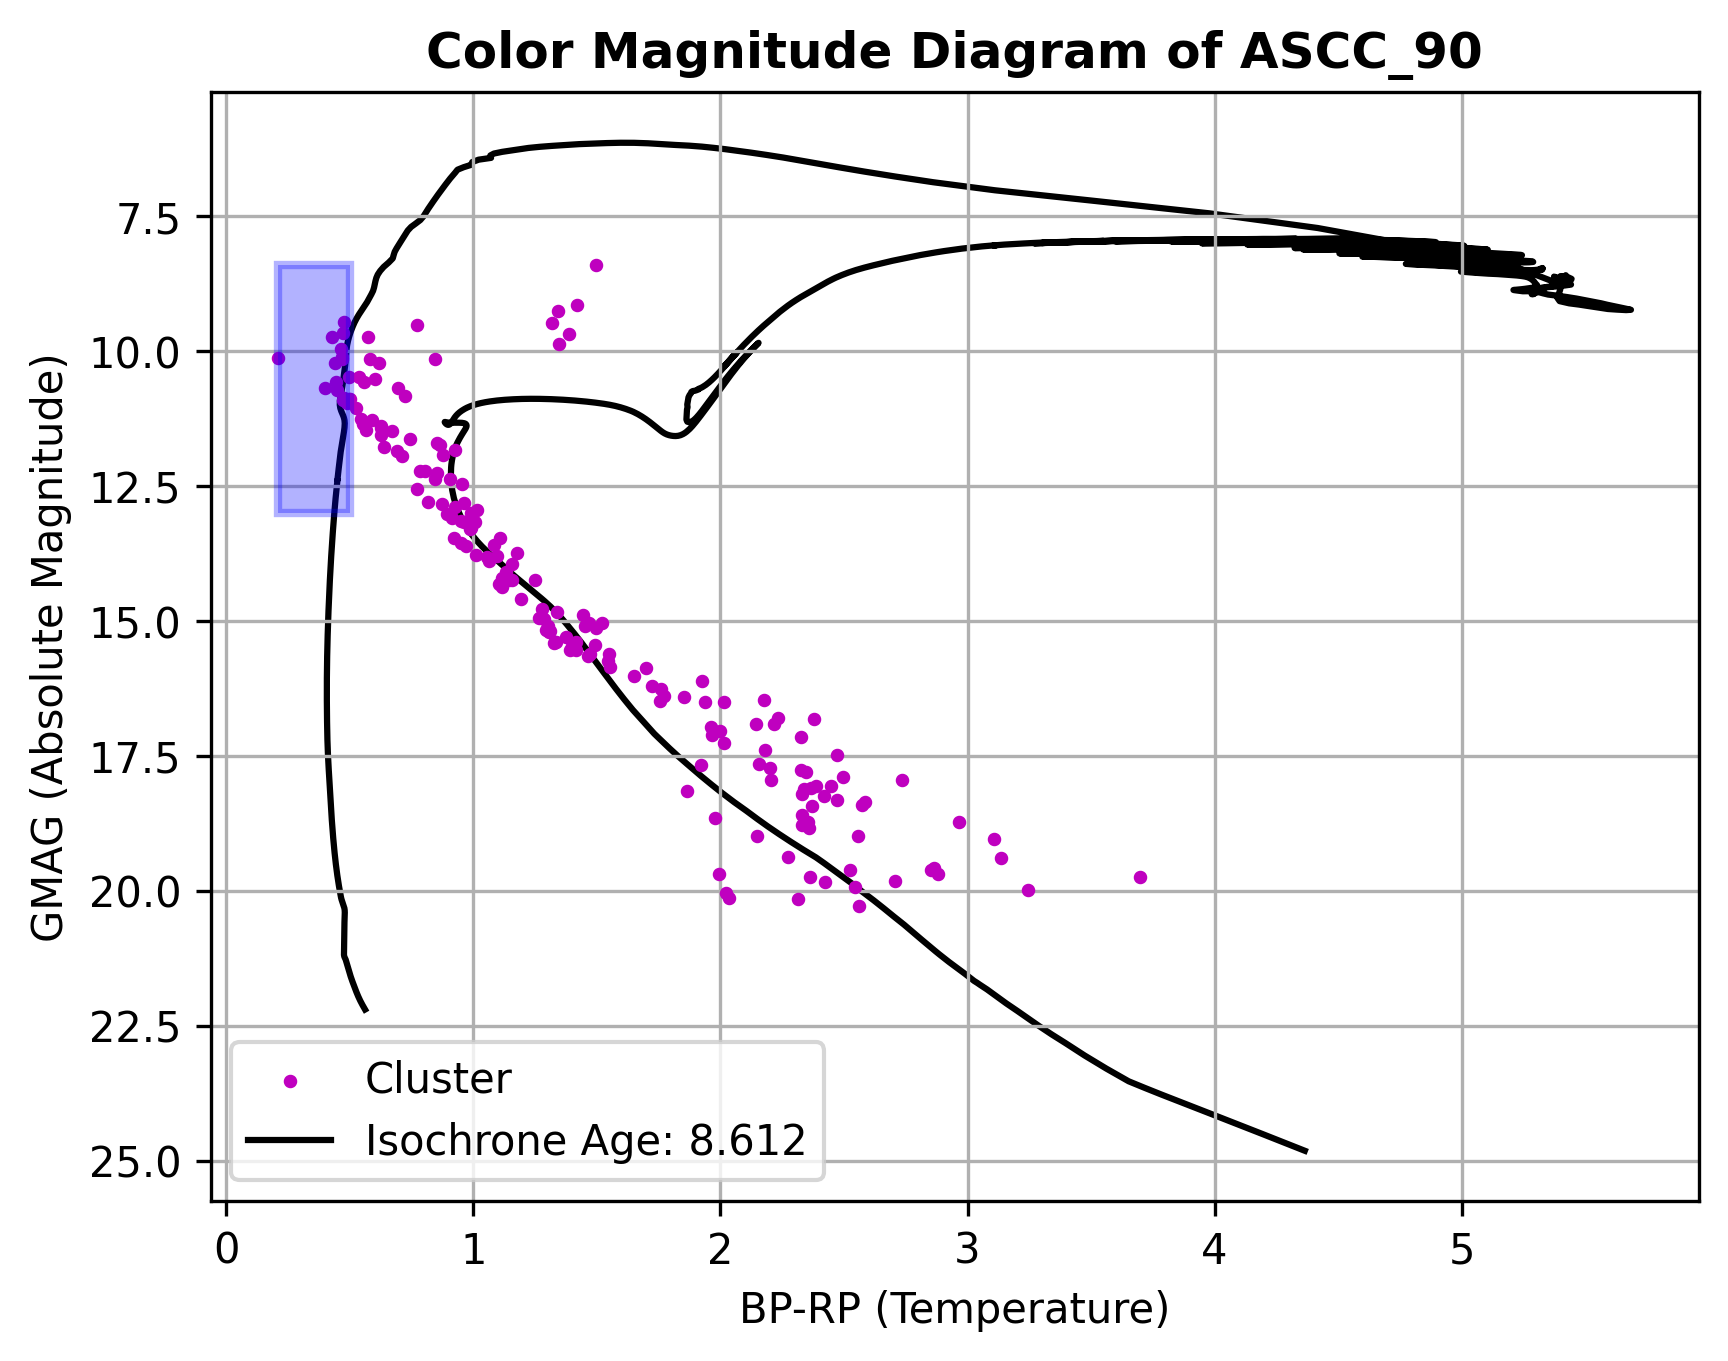 Color Magnitude Diagram of ASCC_90
GMAG (Absolute Magnitude)
7.5
10.0
12.5
15.0
17.5
20.0
22.5
25.0
Cluster
Isochrone Age: 8.612
0 1 2 3 4 5
BP-RP (Temperature)